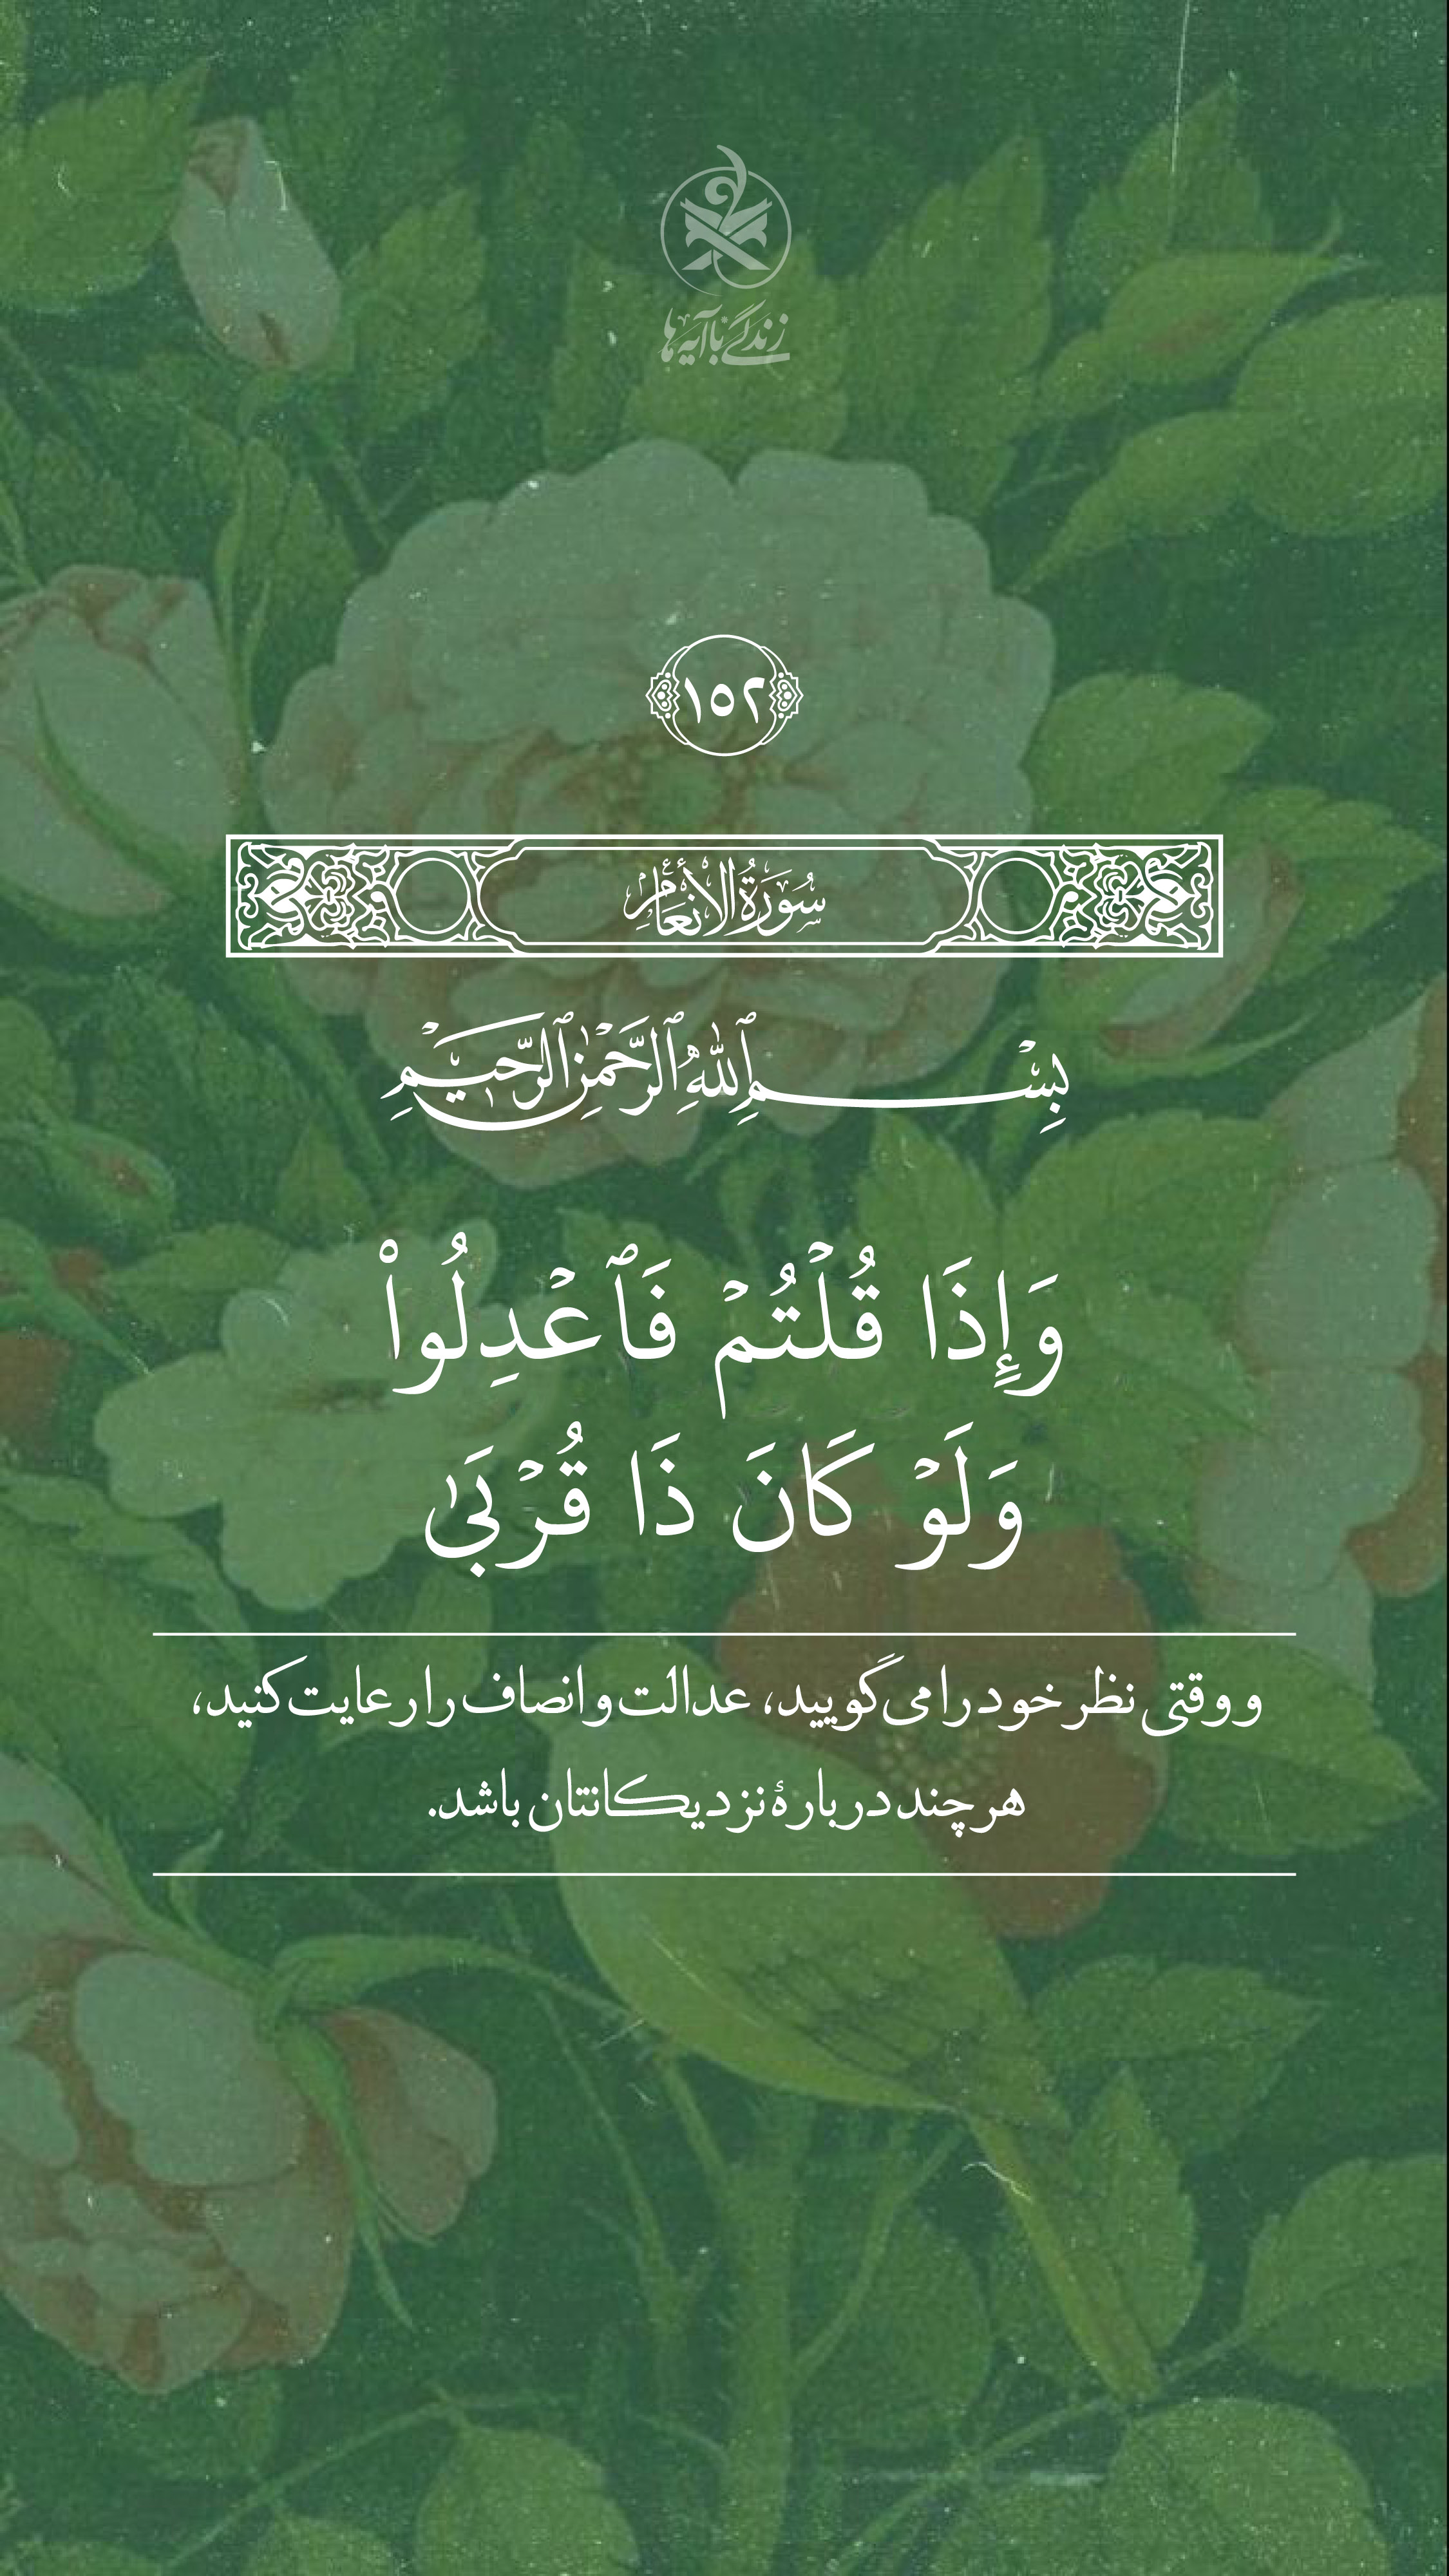 زندگی با آیه‌ها
١٥٢
سُورَةُ الأَنْعَامِ
بِسْمِ ٱللَّهِ ٱلرَّحْمَٰنِ ٱلرَّحِيمِ
وَإِذَا قُلْتُمْ فَٱعْدِلُوا۟
وَلَوْ كَانَ ذَا قُرْبَىٰ
و وقتی نظر خود را می‌گویید، عدالت و انصاف را رعایت کنید،
هرچند دربارهٔ نزدیکانتان باشد.